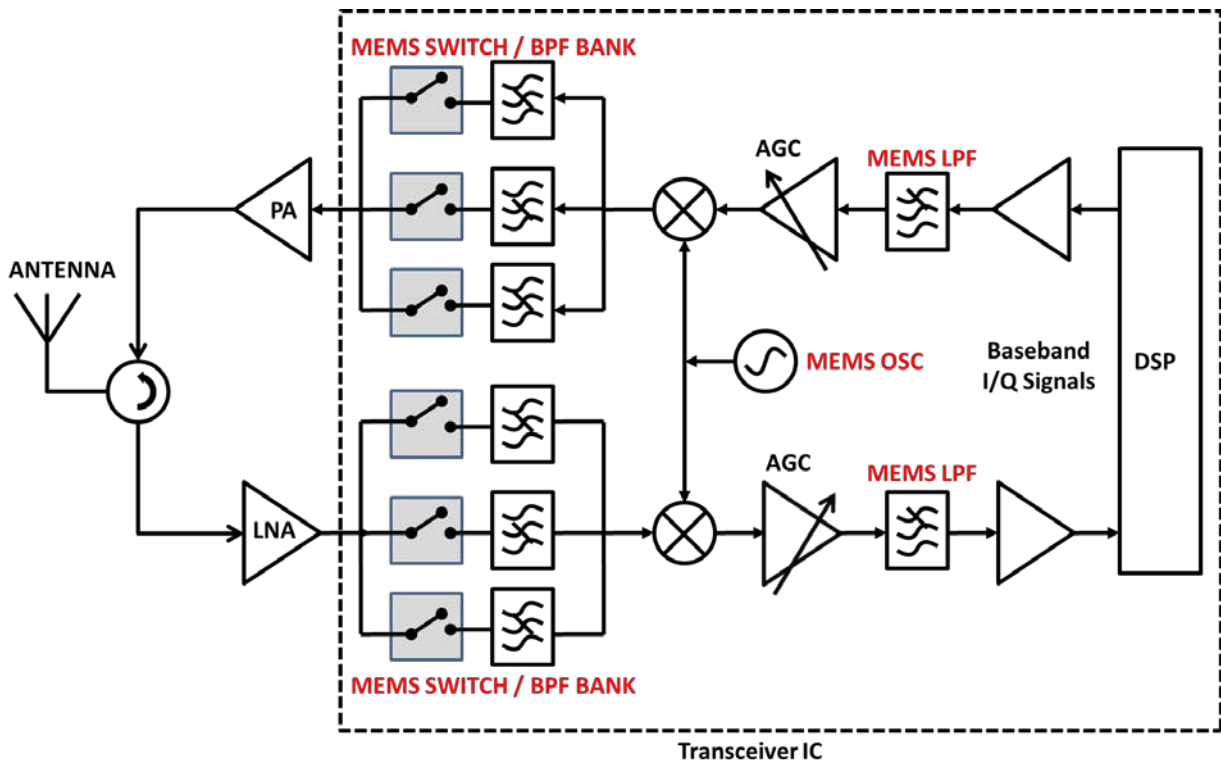 MEMS SWITCH / BPF BANK
AGC
MEMS LPF
PA
ANTENNA
MEMS OSC
Baseband
I/Q Signals
DSP
AGC
MEMS LPF
LNA
MEMS SWITCH / BPF BANK
Transceiver IC